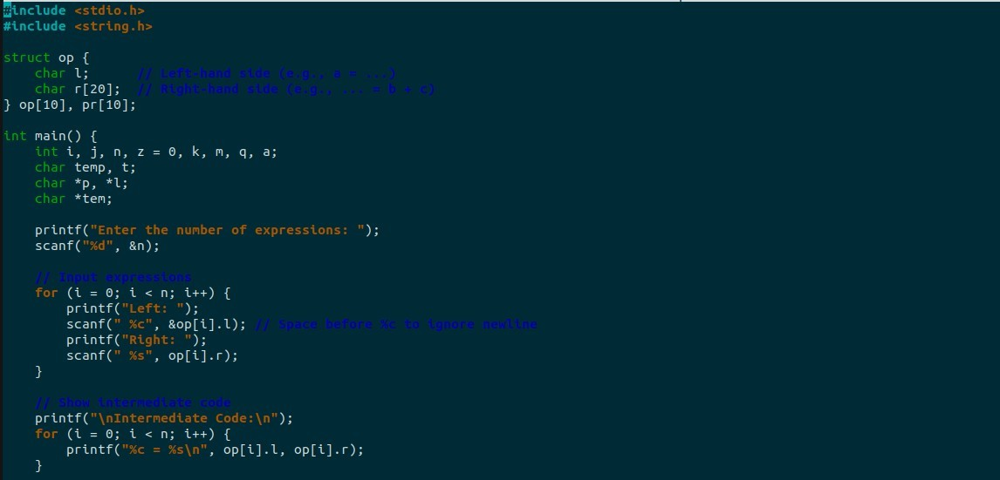 #include <stdio.h>
#include <string.h>

struct op {
    char l;      // Left-hand side (e.g., a = ...)
    char r[20];  // Right-hand side (e.g., ... = b + c)
} op[10], pr[10];

int main() {
    int i, j, n, z = 0, k, m, q, a;
    char temp, t;
    char *p, *l;
    char *tem;

    printf("Enter the number of expressions: ");
    scanf("%d", &n);

    // Input expressions
    for (i = 0; i < n; i++) {
        printf("Left: ");
        scanf(" %c", &op[i].l); // Space before %c to ignore newline
        printf("Right: ");
        scanf(" %s", op[i].r);
    }

    // Show intermediate code
    printf("\nIntermediate Code:\n");
    for (i = 0; i < n; i++) {
        printf("%c = %s\n", op[i].l, op[i].r);
    }